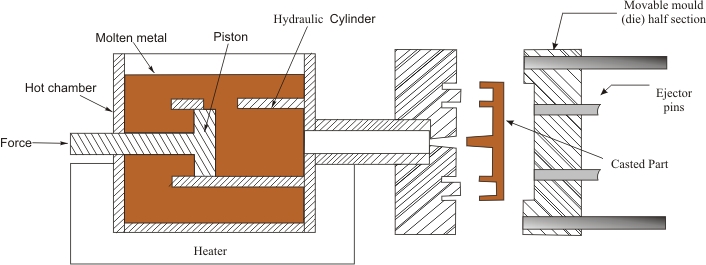 Movable mould
(die) half section
Hydraulic Cylinder
Molten metal
Piston
Hot chamber
Ejector
pins
Force
Casted Part
Heater